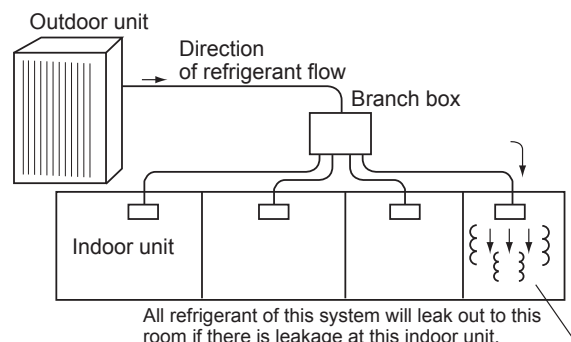 Outdoor unit
Direction
of refrigerant flow
Branch box
Indoor unit
All refrigerant of this system will leak out to this
room if there is leakage at this indoor unit.